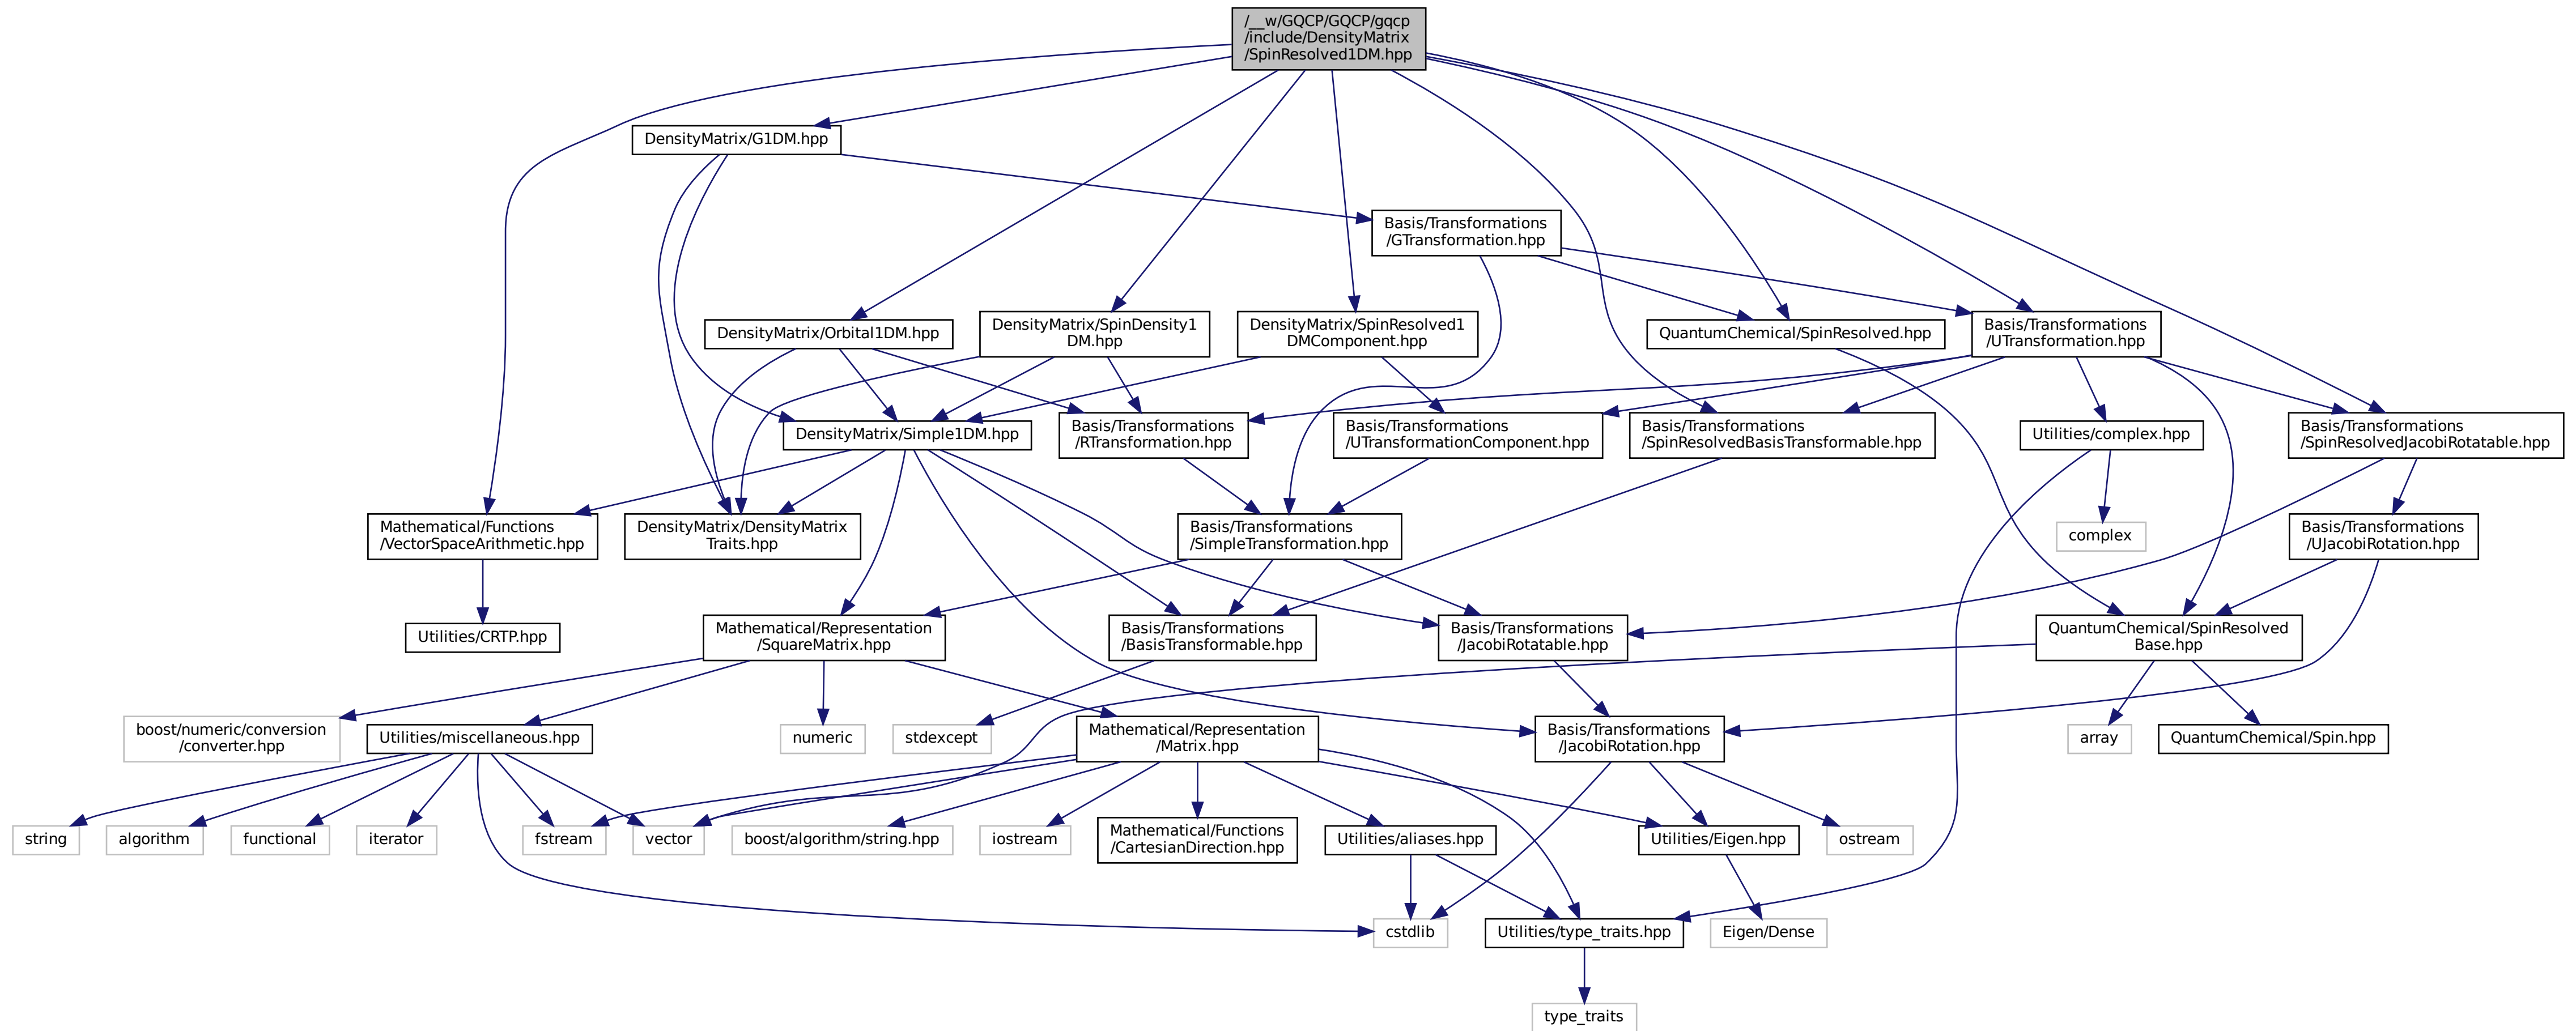 /__w/GQCP/GQCP/gqcp
/include/DensityMatrix
/SpinResolved1DM.hpp
DensityMatrix/G1DM.hpp
Basis/Transformations
/GTransformation.hpp
DensityMatrix/Orbital1DM.hpp
DensityMatrix/SpinDensity1
DM.hpp
DensityMatrix/SpinResolved1
DMComponent.hpp
QuantumChemical/SpinResolved.hpp
Basis/Transformations
/UTransformation.hpp
DensityMatrix/Simple1DM.hpp
Basis/Transformations
/RTransformation.hpp
Basis/Transformations
/UTransformationComponent.hpp
Basis/Transformations
/SpinResolvedBasisTransformable.hpp
Utilities/complex.hpp
Basis/Transformations
/SpinResolvedJacobiRotatable.hpp
Mathematical/Functions
/VectorSpaceArithmetic.hpp
DensityMatrix/DensityMatrix
Traits.hpp
Basis/Transformations
/SimpleTransformation.hpp
complex
Basis/Transformations
/UJacobiRotation.hpp
Utilities/CRTP.hpp
Mathematical/Representation
/SquareMatrix.hpp
Basis/Transformations
/BasisTransformable.hpp
Basis/Transformations
/JacobiRotatable.hpp
QuantumChemical/SpinResolved
Base.hpp
boost/numeric/conversion
/converter.hpp
Utilities/miscellaneous.hpp
numeric
stdexcept
Mathematical/Representation
/Matrix.hpp
Basis/Transformations
/JacobiRotation.hpp
array
QuantumChemical/Spin.hpp
string
algorithm
functional
iterator
fstream
vector
boost/algorithm/string.hpp
iostream
Mathematical/Functions
/CartesianDirection.hpp
Utilities/aliases.hpp
Utilities/Eigen.hpp
ostream
cstdlib
Utilities/type_traits.hpp
Eigen/Dense
type_traits